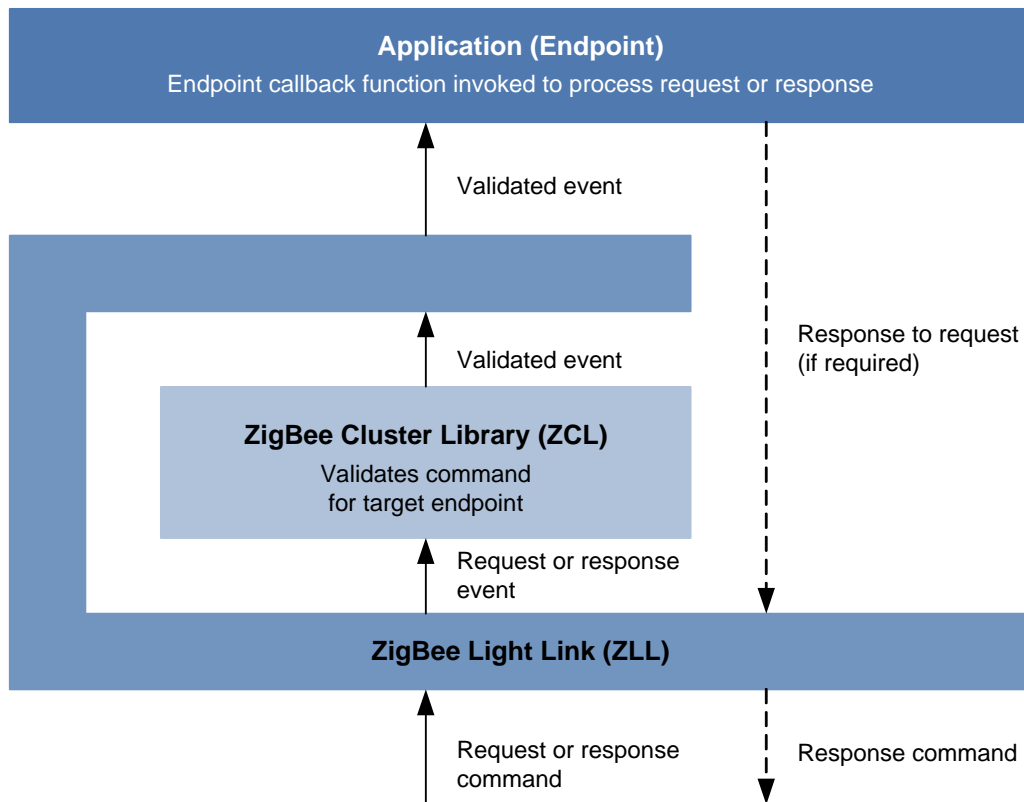 Application (Endpoint)
Endpoint callback function invoked to process request or response
Validated event
Validated event
Response to request
(if required)
ZigBee Cluster Library (ZCL)
Validates command
for target endpoint
Request or response
event
ZigBee Light Link (ZLL)
Request or response
command
Response command